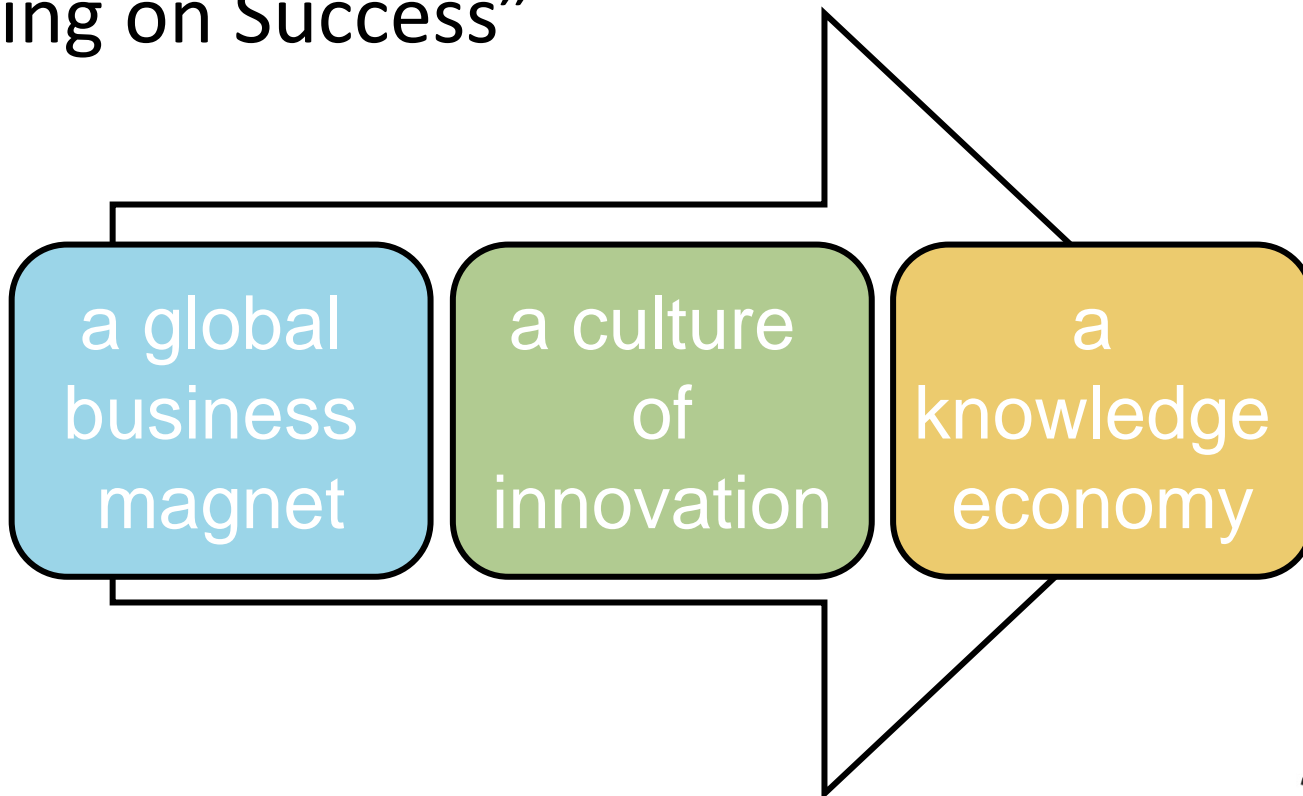 ing on Success”
a global
business
magnet
a culture
of
innovation
a
knowledge
economy